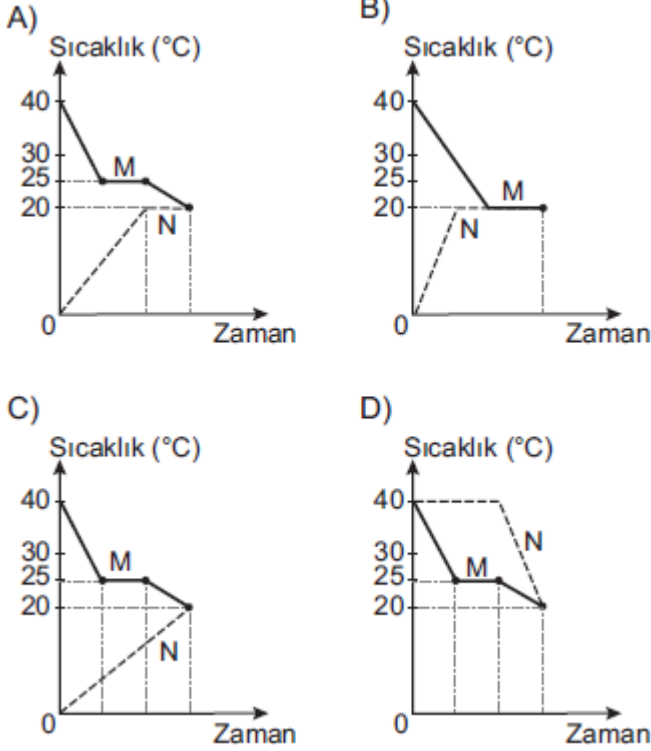 A)
Sıcaklık (°C)
40
30
25
20
0
M
N
Zaman
B)
Sıcaklık (°C)
40
30
25
20
0
M
N
Zaman
C)
Sıcaklık (°C)
40
30
25
20
0
M
N
Zaman
D)
Sıcaklık (°C)
40
30
25
20
0
M
N
Zaman